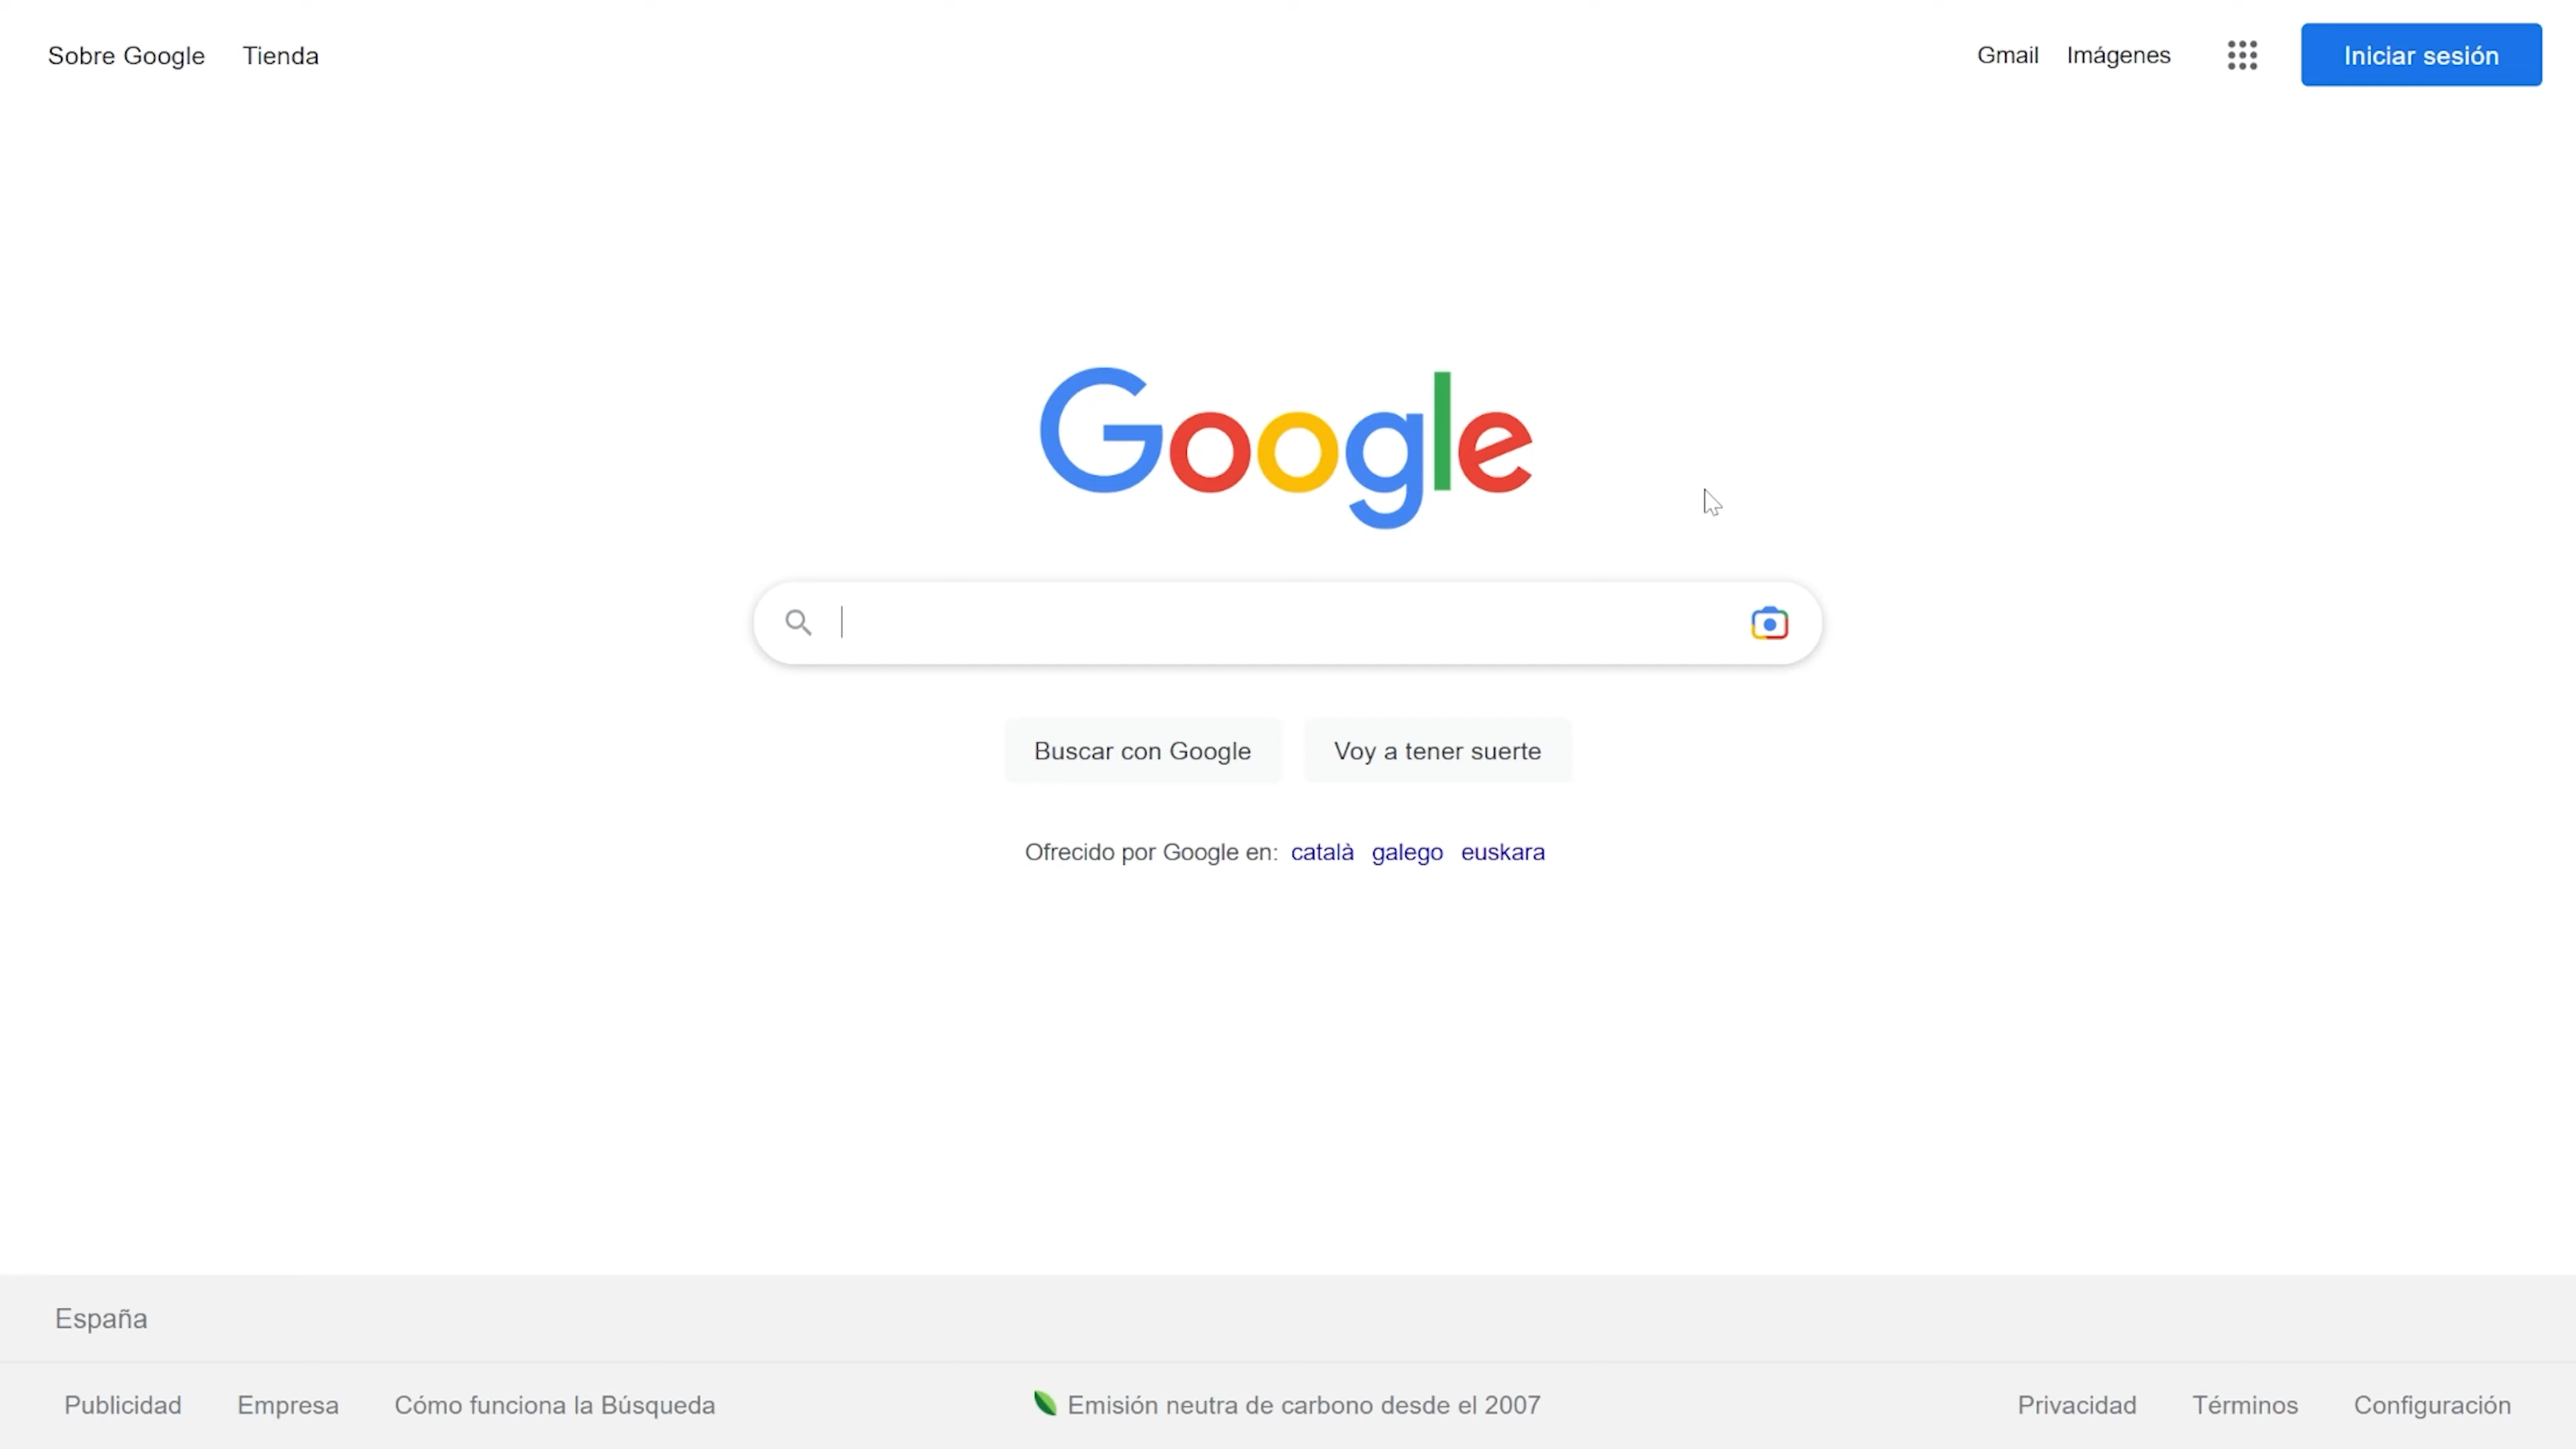 Sobre Google Tienda Gmail Imágenes Iniciar sesión
Google
Buscar con Google Voy a tener suerte
Ofrecido por Google en: català galego euskara
España
Publicidad Empresa Cómo funciona la Búsqueda Emisión neutra de carbono desde el 2007 Privacidad Términos Configuración